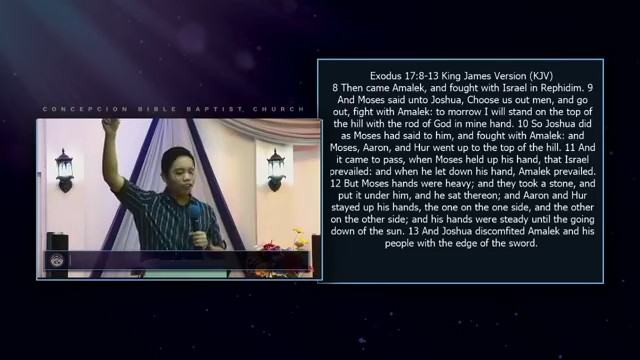 CONCEPCION BIBLE BAPTIST CHURCH
Exodus 17:8-13 King James Version (KJV)
8 Then came Amalek, and fought with Israel in Rephidim. 9
And Moses said unto Joshua, Choose us out men, and go
out, fight with Amalek: to morrow I will stand on the top of
the hill with the rod of God in mine hand. 10 So Joshua did
as Moses had said to him, and fought with Amalek: and
Moses, Aaron, and Hur went up to the top of the hill. 11 And
it came to pass, when Moses held up his hand, that Israel
prevailed: and when he let down his hand, Amalek prevailed.
12 But Moses hands were heavy; and they took a stone, and
put it under him, and he sat thereon; and Aaron and Hur
stayed up his hands, the one on the one side, and the other
on the other side; and his hands were steady until the going
down of the sun. 13 And Joshua discomfited Amalek and his
people with the edge of the sword.